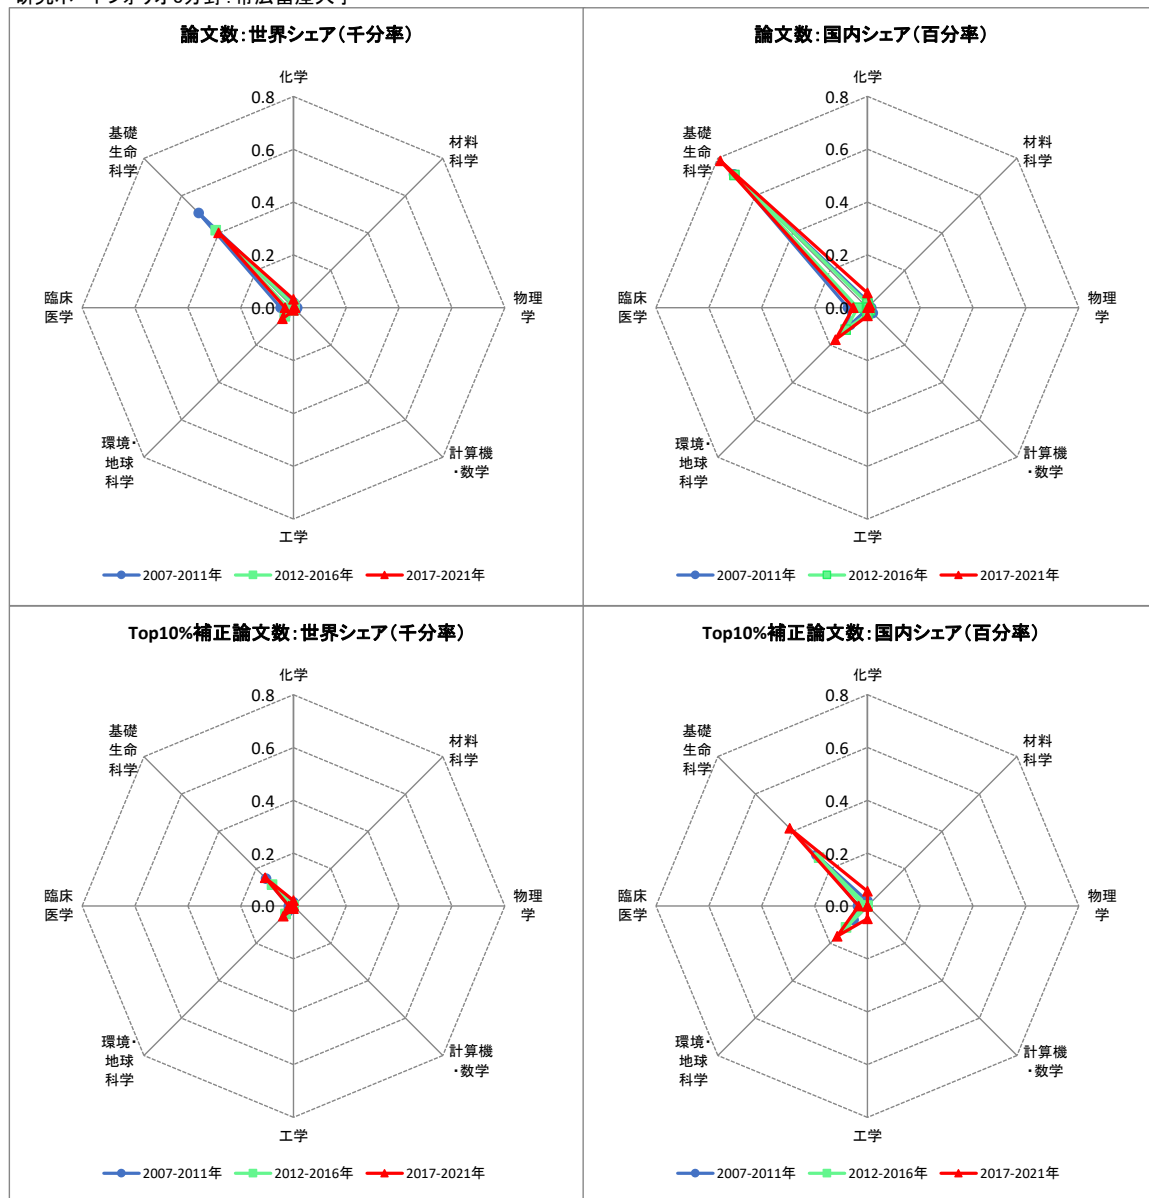 論文数：世界シェア（千分率）
化学
0.8
0.6
0.4
0.2
0.0
材料
科学
物理
学
計算機
・数学
工学
環境・
地球
科学
臨床
医学
基礎
生命
科学
2007-2011年
2012-2016年
2017-2021年
論文数：国内シェア（百分率）
化学
0.8
0.6
0.4
0.2
0.0
材料
科学
物理
学
計算機
・数学
工学
環境・
地球
科学
臨床
医学
基礎
生命
科学
2007-2011年
2012-2016年
2017-2021年
Top10%補正論文数：世界シェア（千分率）
化学
0.8
0.6
0.4
0.2
0.0
材料
科学
物理
学
計算機
・数学
工学
環境・
地球
科学
臨床
医学
基礎
生命
科学
2007-2011年
2012-2016年
2017-2021年
Top10%補正論文数：国内シェア（百分率）
化学
0.8
0.6
0.4
0.2
0.0
材料
科学
物理
学
計算機
・数学
工学
環境・
地球
科学
臨床
医学
基礎
生命
科学
2007-2011年
2012-2016年
2017-2021年